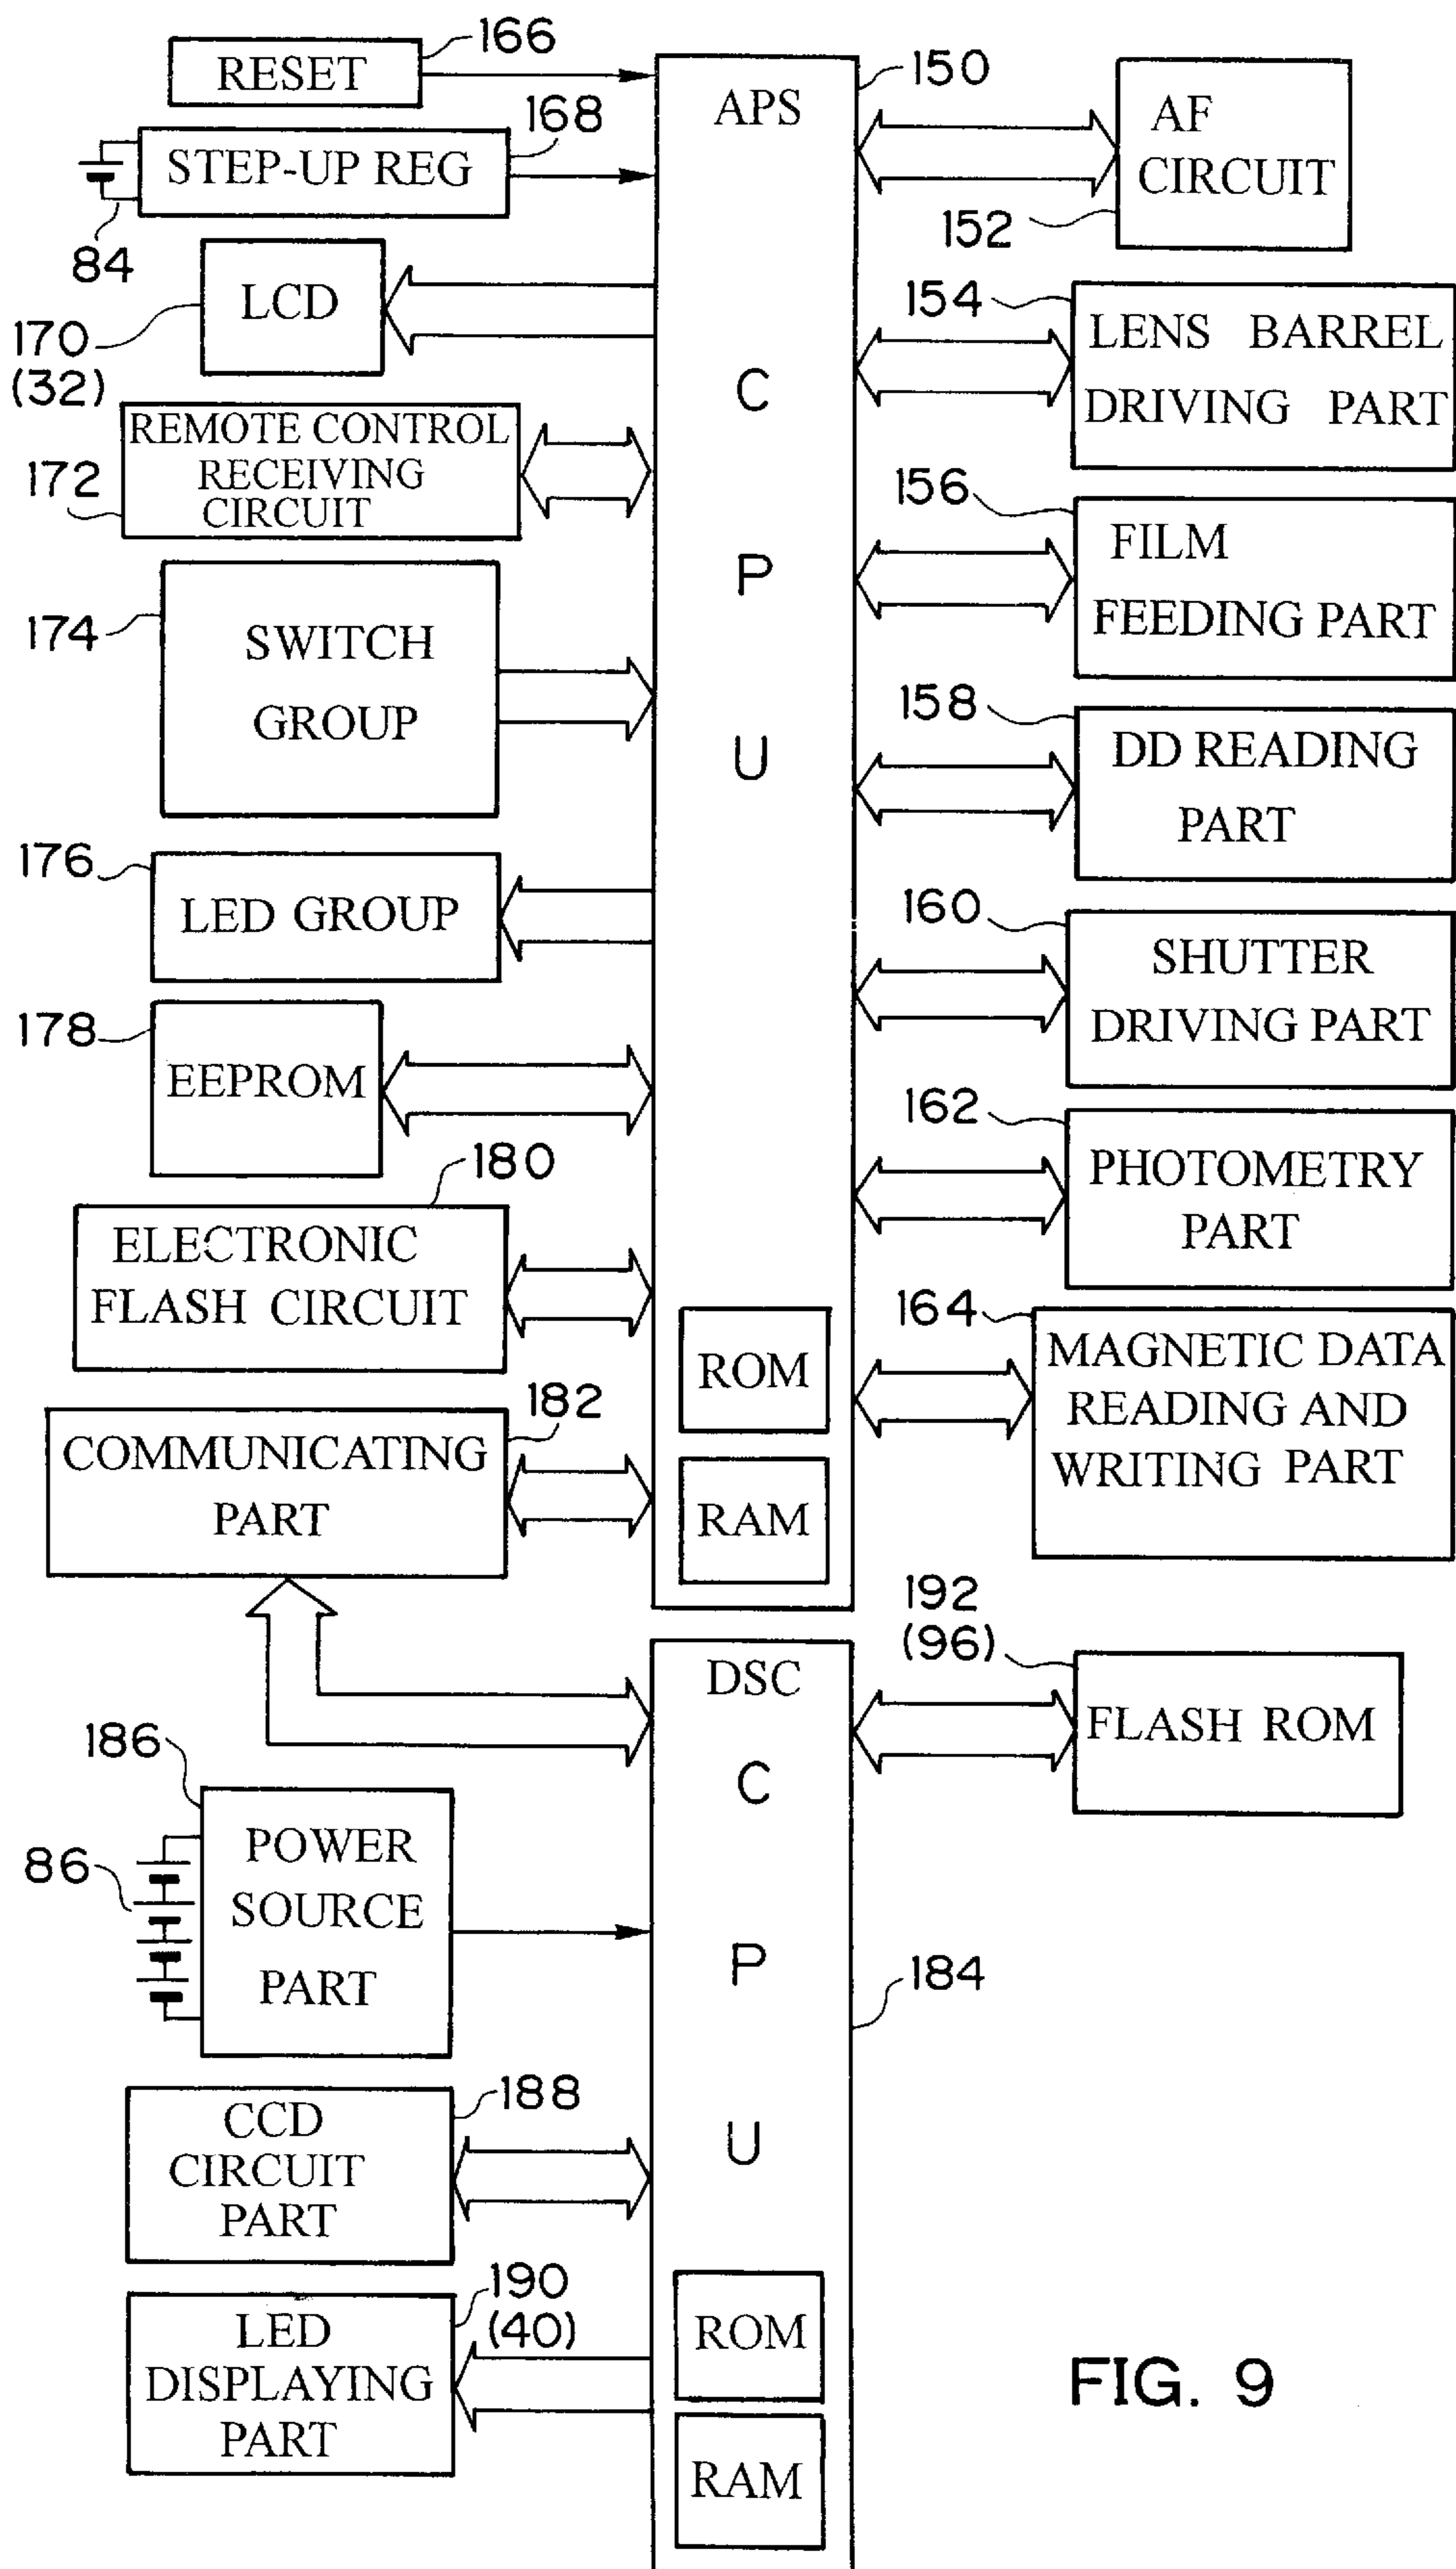 RESET
166
STEP-UP REG
168
84
LCD
170
(32)
REMOTE CONTROL
RECEIVING
CIRCUIT
172
SWITCH
GROUP
174
LED GROUP
176
EEPROM
178
ELECTRONIC
FLASH CIRCUIT
180
COMMUNICATING
PART
182
APS
C
P
U
ROM
RAM
150
AF
CIRCUIT
152
154
LENS BARREL
DRIVING PART
156
FILM
FEEDING PART
158
DD READING
PART
160
SHUTTER
DRIVING PART
162
PHOTOMETRY
PART
164
MAGNETIC DATA
READING AND
WRITING PART
192
(96)
FLASH ROM
DSC
C
P
U
ROM
RAM
184
186
POWER
SOURCE
PART
86
CCD
CIRCUIT
PART
188
LED
DISPLAYING
PART
190
(40)
FIG. 9